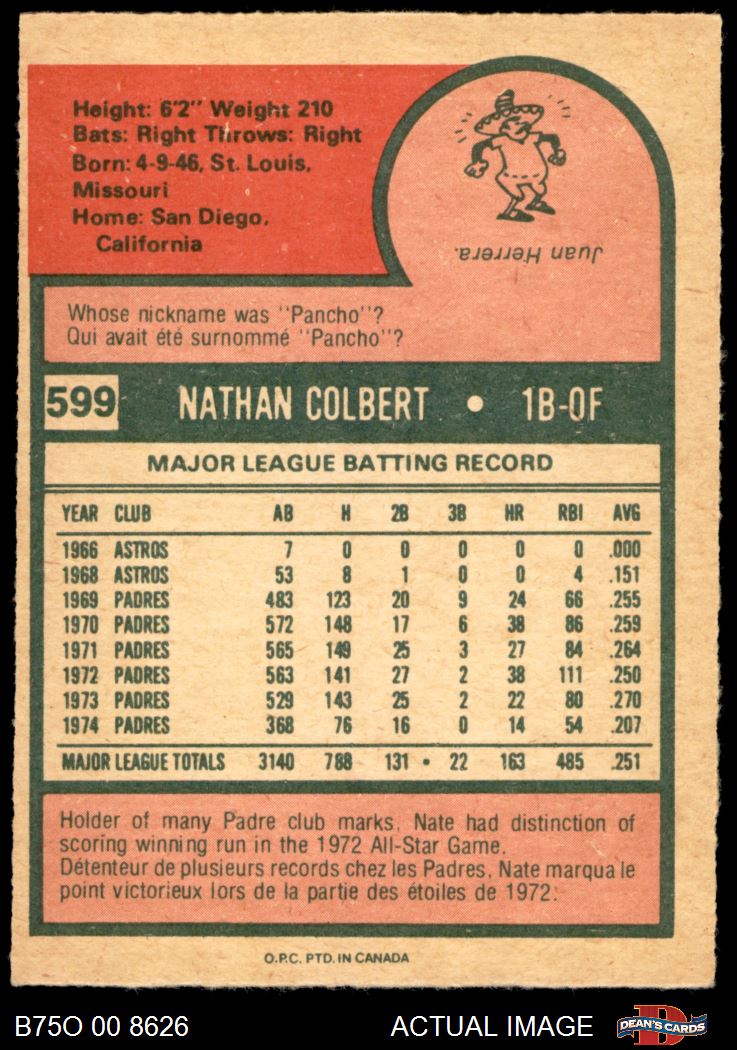 Height: 6'2" Weight 210
Bats: Right Throws: Right
Born: 4-9-46, St. Louis,
Missouri
Home: San Diego,
California
Juan Herrera.
Whose nickname was "Pancho"?
Qui avait été surnommé "Pancho"?
599 NATHAN COLBERT • 1B-OF
MAJOR LEAGUE BATTING RECORD
YEAR CLUB AB H 2B 3B HR RBI AVG
1966 ASTROS 7 0 0 0 0 0 .000
1968 ASTROS 53 8 1 0 0 4 .151
1969 PADRES 483 123 20 9 24 66 .255
1970 PADRES 572 148 17 6 38 86 .259
1971 PADRES 565 149 25 3 27 84 .264
1972 PADRES 563 141 27 2 38 111 .250
1973 PADRES 529 143 25 2 22 80 .270
1974 PADRES 368 76 16 0 14 54 .207
MAJOR LEAGUE TOTALS 3140 788 131 • 22 163 485 .251
Holder of many Padre club marks, Nate had distinction of
scoring winning run in the 1972 All-Star Game.
Détenteur de plusieurs records chez les Padres, Nate marqua le
point victorieux lors de la partie des étoiles de 1972.
O.P.C. PTD. IN CANADA
B75O 00 8626 ACTUAL IMAGE DEAN'S CARDS